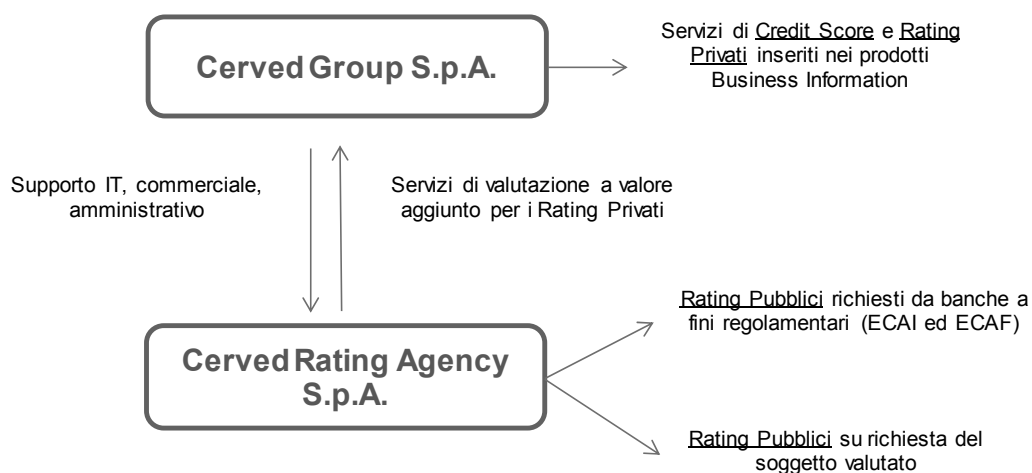 Servizi di Credit Score e Rating
Privati inseriti nei prodotti
Business Information
Cerved Group S.p.A.
Supporto IT, commerciale,
amministrativo
Servizi di valutazione a valore
aggiunto per i Rating Privati
Rating Pubblici richiesti da banche a
fini regolamentari (ECAI ed ECAF)
Cerved Rating Agency
S.p.A.
Rating Pubblici su richiesta del
soggetto valutato